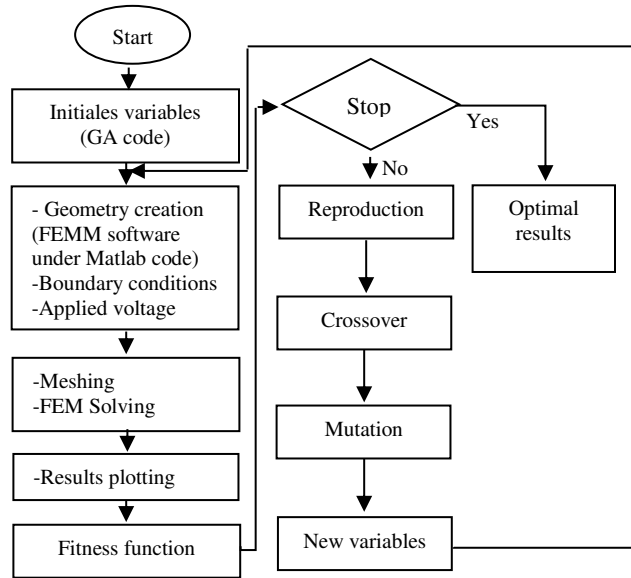 Start
Initiales variables
(GA code)
- Geometry creation
(FEMM software
under Matlab code)
-Boundary conditions
-Applied voltage
-Meshing
-FEM Solving
-Results plotting
Fitness function
Stop
Yes
No
Reproduction
Crossover
Mutation
New variables
Optimal
results